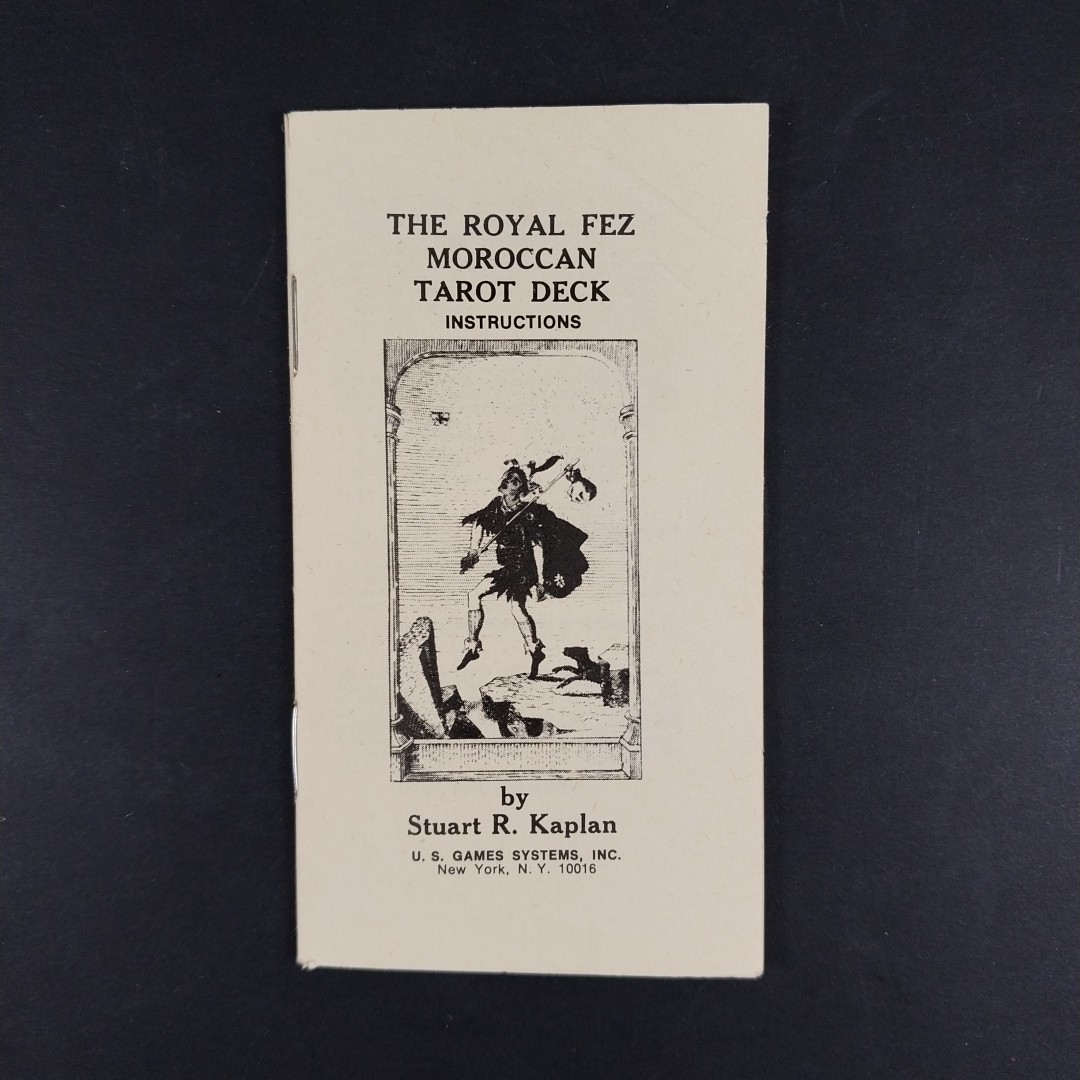 THE ROYAL FEZ
MOROCCAN
TAROT DECK
INSTRUCTIONS
by
Stuart R. Kaplan
U. S. GAMES SYSTEMS, INC.
New York, N. Y. 10016